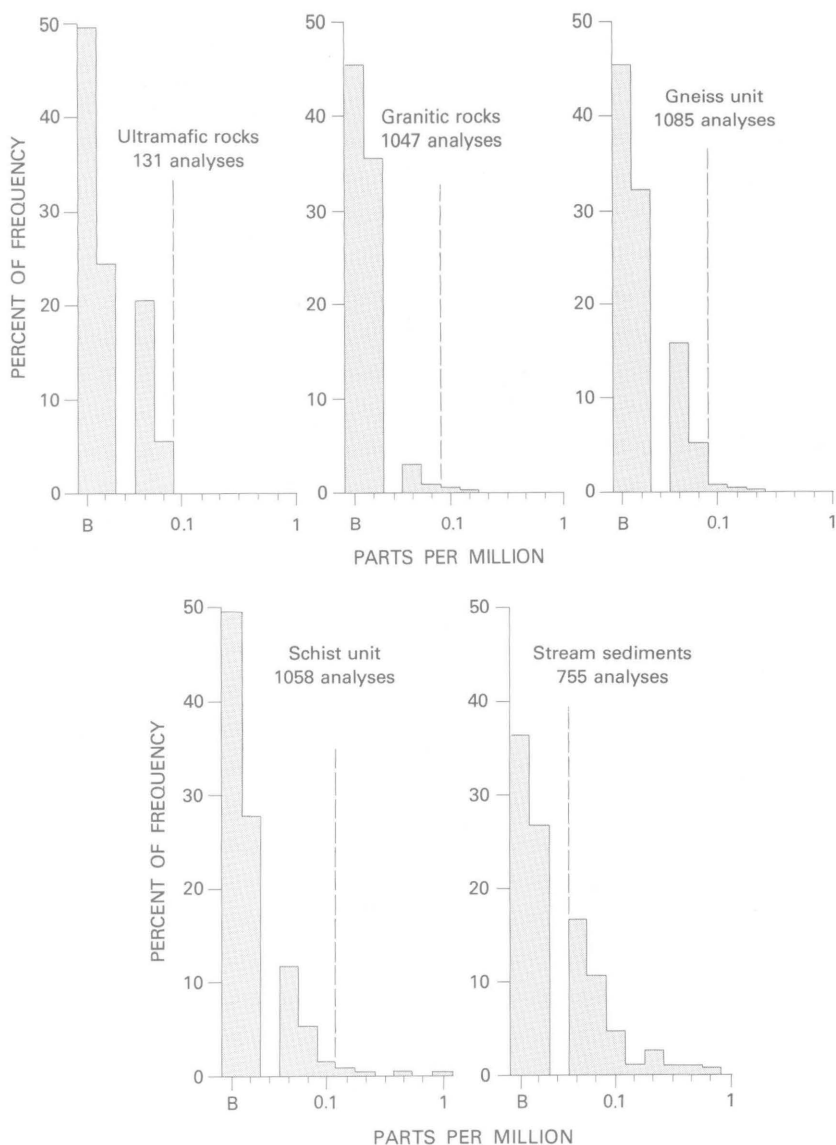 50
40
30
20
10
0
PERCENT OF FREQUENCY
Ultramafic rocks
131 analyses
B
0.1
1
50
40
30
20
10
0
Granitic rocks
1047 analyses
B
0.1
1
50
40
30
20
10
0
Gneiss unit
1085 analyses
B
0.1
1
PARTS PER MILLION
50
40
30
20
10
0
PERCENT OF FREQUENCY
Schist unit
1058 analyses
B
0.1
1
50
40
30
20
10
0
Stream sediments
755 analyses
B
0.1
1
PARTS PER MILLION